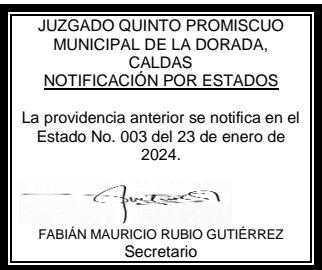 JUZGADO QUINTO PROMISCUO
MUNICIPAL DE LA DORADA,
CALDAS
NOTIFICACIÓN POR ESTADOS
La providencia anterior se notifica en el
Estado No. 003 del 23 de enero de
2024.
FABIÁN MAURICIO RUBIO GUTIÉRREZ
Secretario